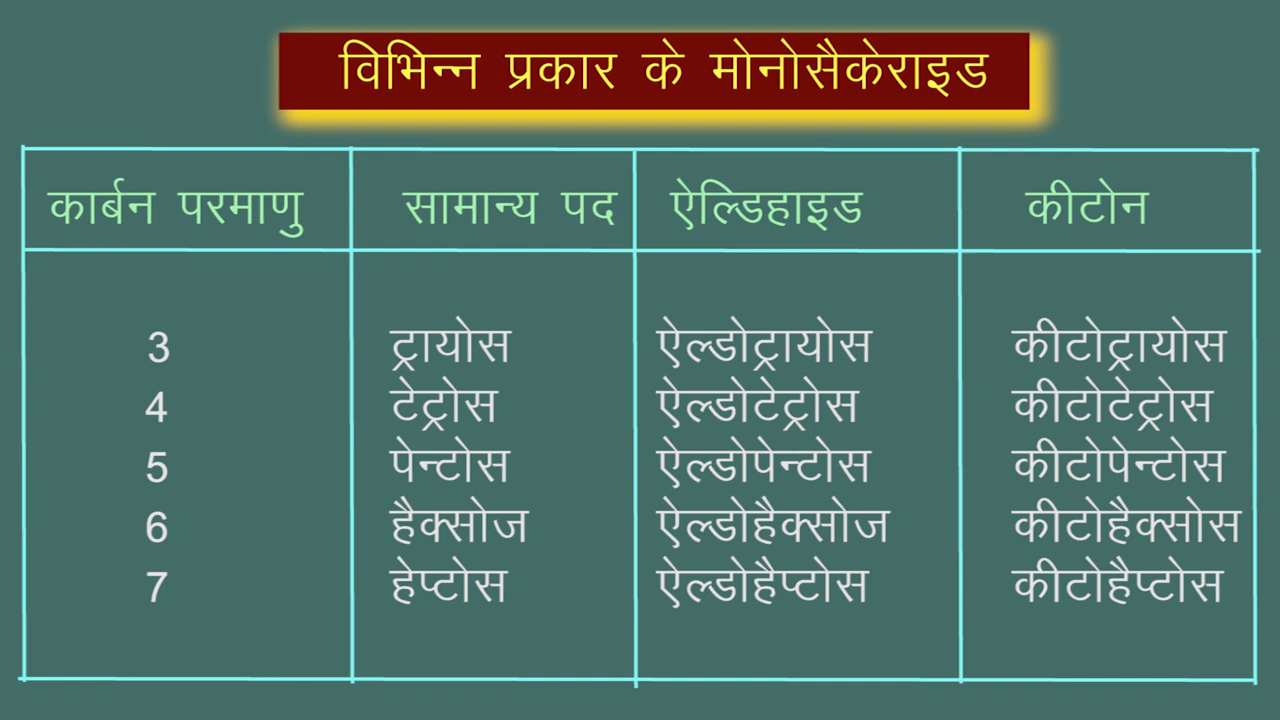 विभिन्न प्रकार के मोनोसैकेराइड
कार्बन परमाणु सामान्य पद ऐल्डिहाइड कीटोन
3 ट्रायोस ऐल्डोट्रायोस कीटोट्रायोस
4 टेट्रोस ऐल्डोटेट्रोस कीटोटेट्रोस
5 पेन्टोस ऐल्डोपेन्टोस कीटोपेन्टोस
6 हैक्सोज ऐल्डोहैक्सोज कीटोहैक्सोस
7 हेप्टोस ऐल्डोहैप्टोस कीटोहैप्टोस